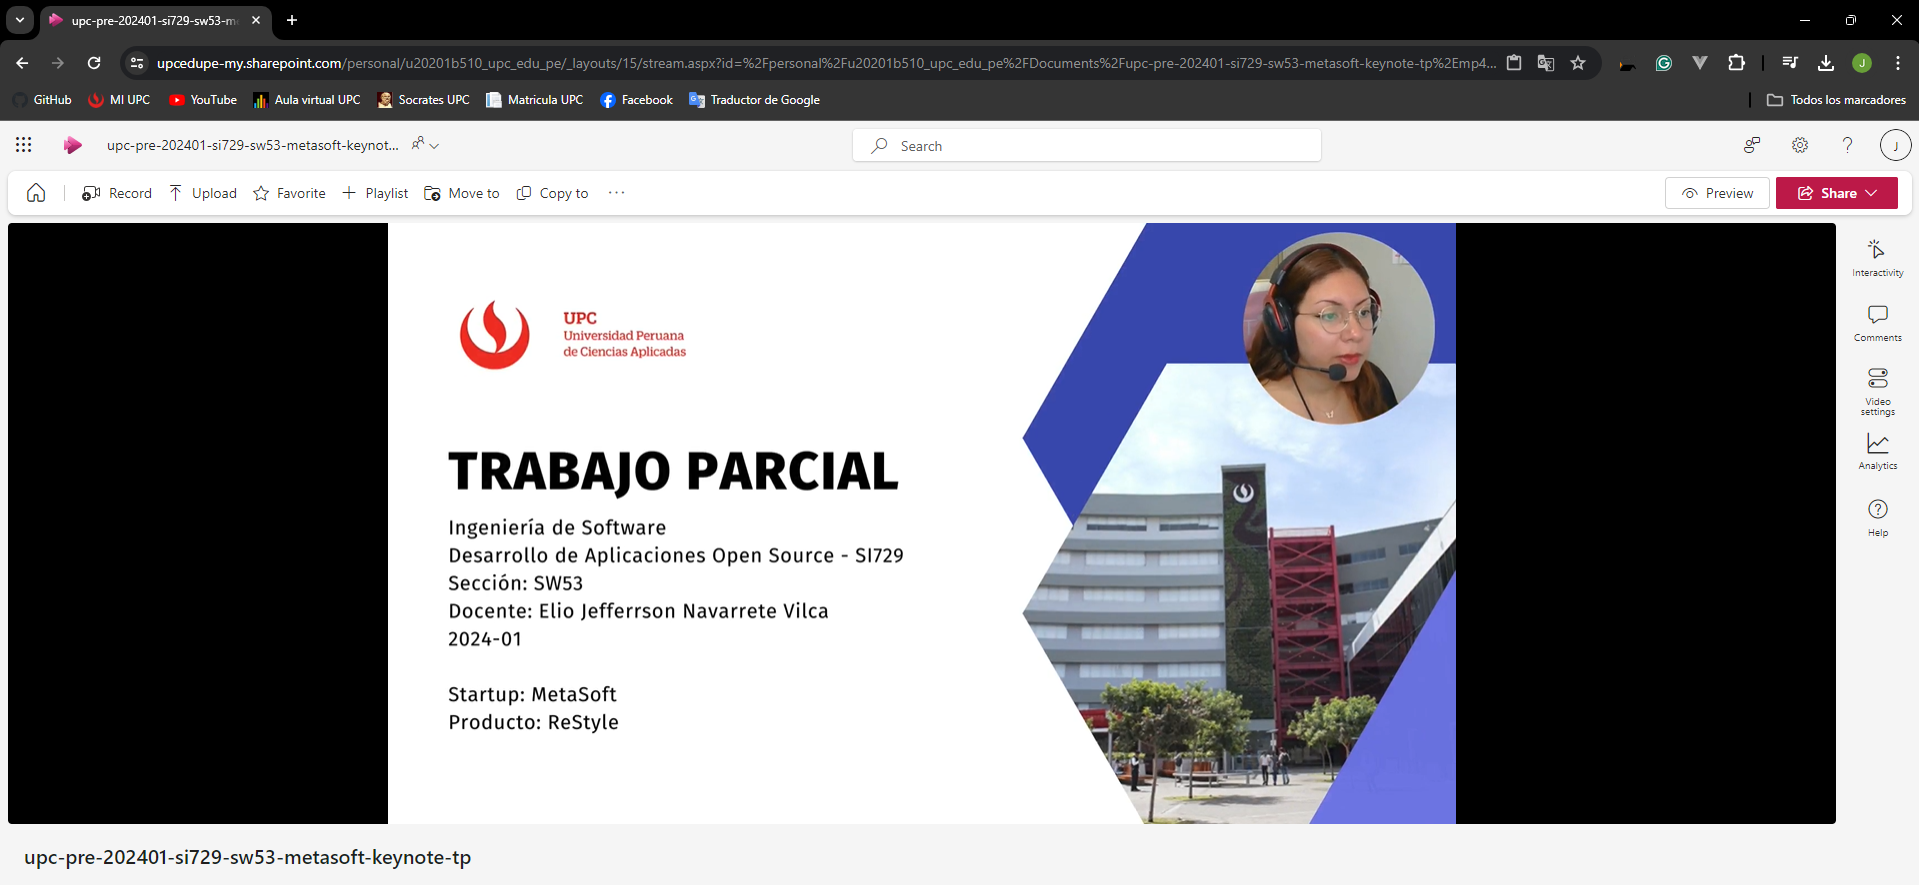 upc-pre-202401-si729-sw53-me
upcedupe-my.sharepoint.com/personal/u20201b510_upc_edu_pe/_layouts/15/stream.aspx?id=%2Fpersonal%2Fu20201b510_upc_edu_pe%2FDocuments%2Fupc-pre-202401-si729-sw53-metasoft-keynote-tp%2Emp4...
J
GitHub
MI UPC
YouTube
Aula virtual UPC
Socrates UPC
Matricula UPC
Facebook
Traductor de Google
Todos los marcadores
upc-pre-202401-si729-sw53-metasoft-keynot...
Search
J
Record
Upload
Favorite
Playlist
Move to
Copy to
Preview
Share
UPC
Universidad Peruana
de Ciencias Aplicadas
TRABAJO PARCIAL
Ingeniería de Software
Desarrollo de Aplicaciones Open Source - SI729
Sección: SW53
Docente: Elio Jefferrson Navarrete Vilca
2024-01
Startup: MetaSoft
Producto: ReStyle
Interactivity
Comments
Video
settings
Analytics
Help
upc-pre-202401-si729-sw53-metasoft-keynote-tp